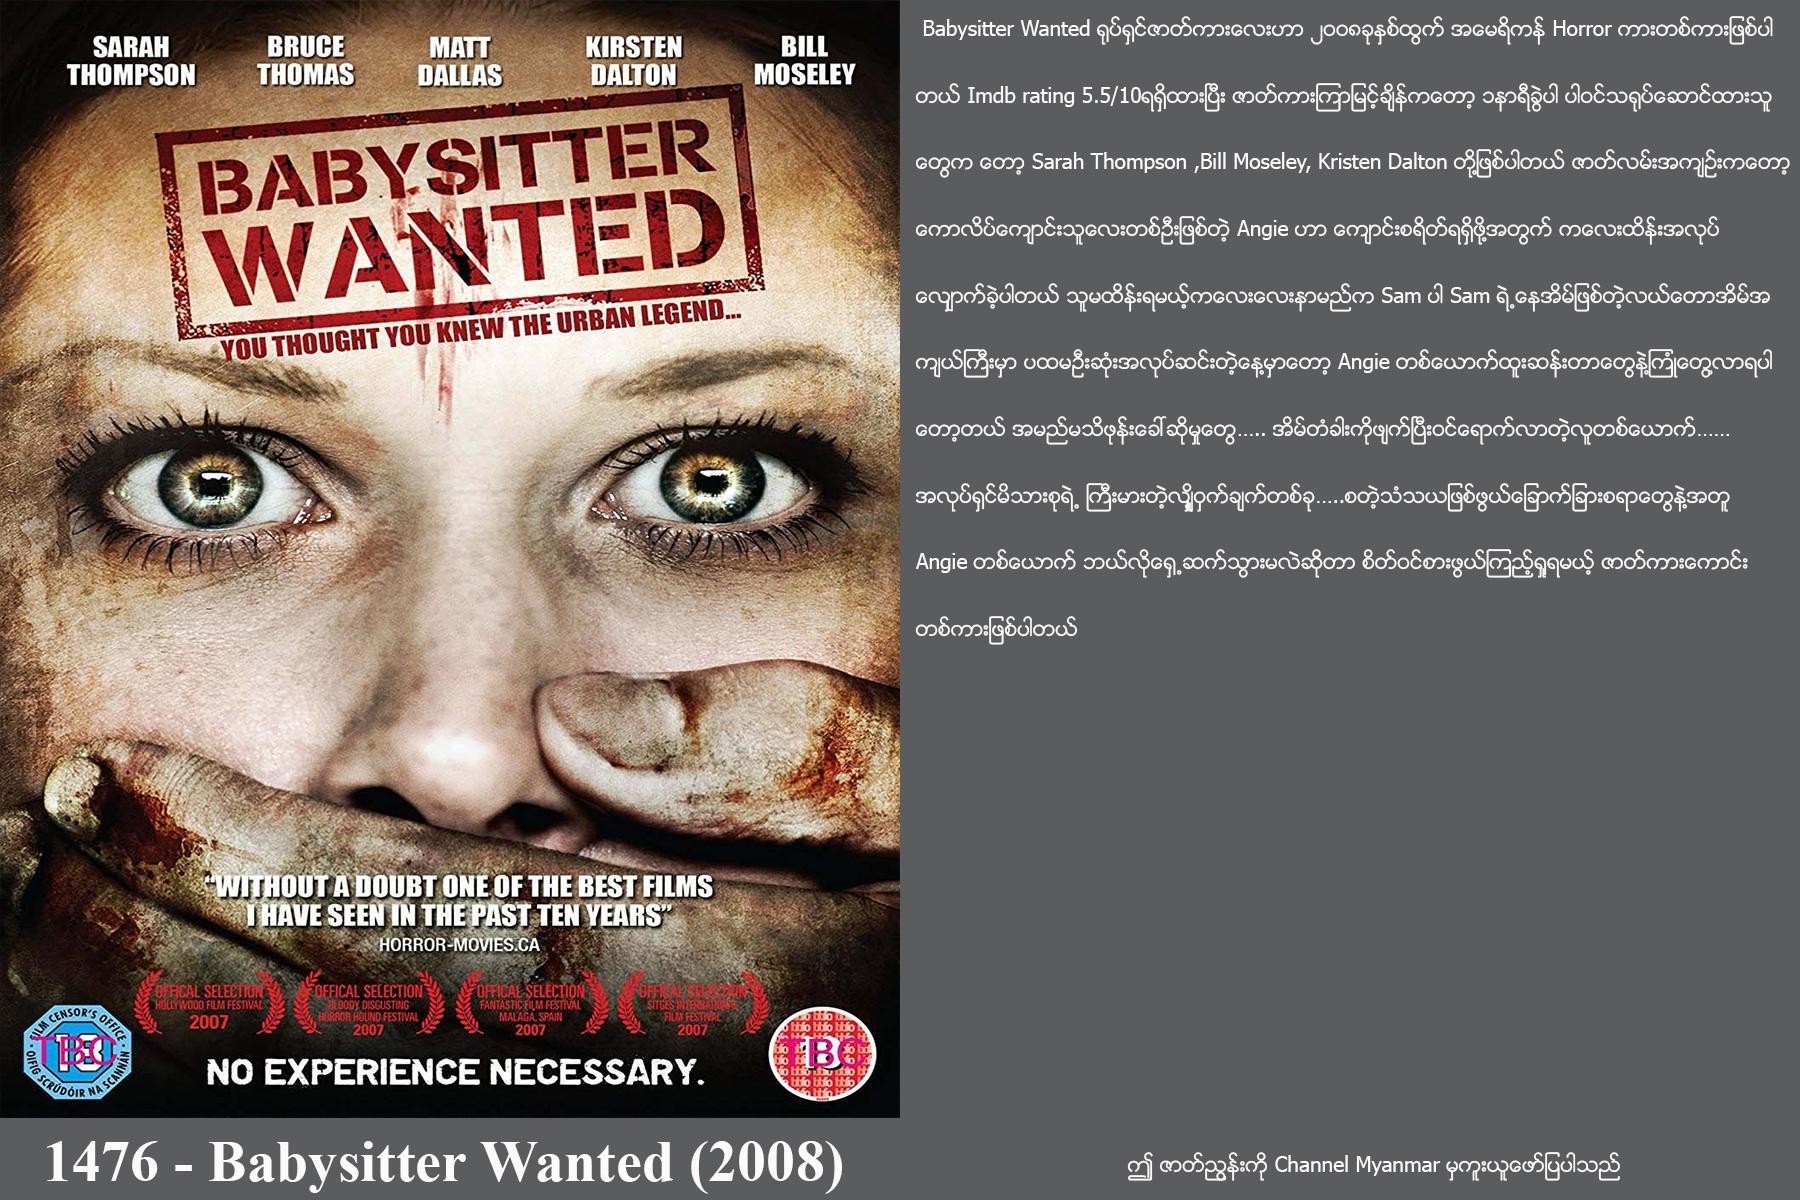 SARAH THOMPSON
BRUCE THOMAS
MATT DALLAS
KIRSTEN DALTON
BILL MOSELEY
BABYSITTER
WANTED
YOU THOUGHT YOU KNEW THE URBAN LEGEND...
"WITHOUT A DOUBT ONE OF THE BEST FILMS
I HAVE SEEN IN THE PAST TEN YEARS"
HORROR-MOVIES.CA
OFFICAL SELECTION
HOLLYWOOD FILM FESTIVAL
2007
OFFICAL SELECTION
BLOODY DISGUSTING
HORROR HOUND FESTIVAL
2007
OFFICAL SELECTION
FANTASTIC FILM FESTIVAL
MALAGA, SPAIN
2007
OFFICAL SELECTION
SITGES INTERNATIONAL
FILM FESTIVAL
2007
FILM CENSOR'S OFFICE
OIFIG SCRÚDÓIR NA SCANNÁN
TBC
18
NO EXPERIENCE NECESSARY.
1476 - Babysitter Wanted (2008)
Babysitter Wanted ရုပ်ရှင်ဇာတ်ကားလေးဟာ ၂၀၀၈ခုနှစ်ထွက် အမေရိကန် Horror ကားတစ်ကားဖြစ်ပါ
တယ် Imdb rating 5.5/10ရရှိထားပြီး ဇာတ်ကားကြာမြင့်ချိန်ကတော့ ၁နာရီခွဲပါ ပါဝင်သရုပ်ဆောင်ထားသူ
တွေက တော့ Sarah Thompson ,Bill Moseley, Kristen Dalton တို့ဖြစ်ပါတယ် ဇာတ်လမ်းအကျဉ်းကတော့
ကောလိပ်ကျောင်းသူလေးတစ်ဦးဖြစ်တဲ့ Angie ဟာ ကျောင်းစရိတ်ရရှိဖို့အတွက် ကလေးထိန်းအလုပ်
လျှောက်ခဲ့ပါတယ် သူမထိန်းရမယ့်ကလေးလေးနာမည်က Sam ပါ Sam ရဲ့နေအိမ်ဖြစ်တဲ့လယ်တောအိမ်အ
ကျယ်ကြီးမှာ ပထမဦးဆုံးအလုပ်ဆင်းတဲ့နေ့မှာတော့ Angie တစ်ယောက်ထူးဆန်းတာတွေနဲ့ကြုံတွေ့လာရပါ
တော့တယ် အမည်မသိဖုန်းခေါ်ဆိုမှုတွေ….. အိမ်တံခါးကိုဖျက်ပြီးဝင်ရောက်လာတဲ့လူတစ်ယောက်……
အလုပ်ရှင်မိသားစုရဲ့ ကြီးမားတဲ့လျှို့ဝှက်ချက်တစ်ခု…..စတဲ့သံသယဖြစ်ဖွယ်ခြောက်ခြားစရာတွေနဲ့အတူ
Angie တစ်ယောက် ဘယ်လိုရှေ့ဆက်သွားမလဲဆိုတာ စိတ်ဝင်စားဖွယ်ကြည့်ရှုရမယ့် ဇာတ်ကားကောင်း
တစ်ကားဖြစ်ပါတယ်
ဤ ဇာတ်ညွှန်းကို Channel Myanmar မှကူးယူဖော်ပြပါသည်